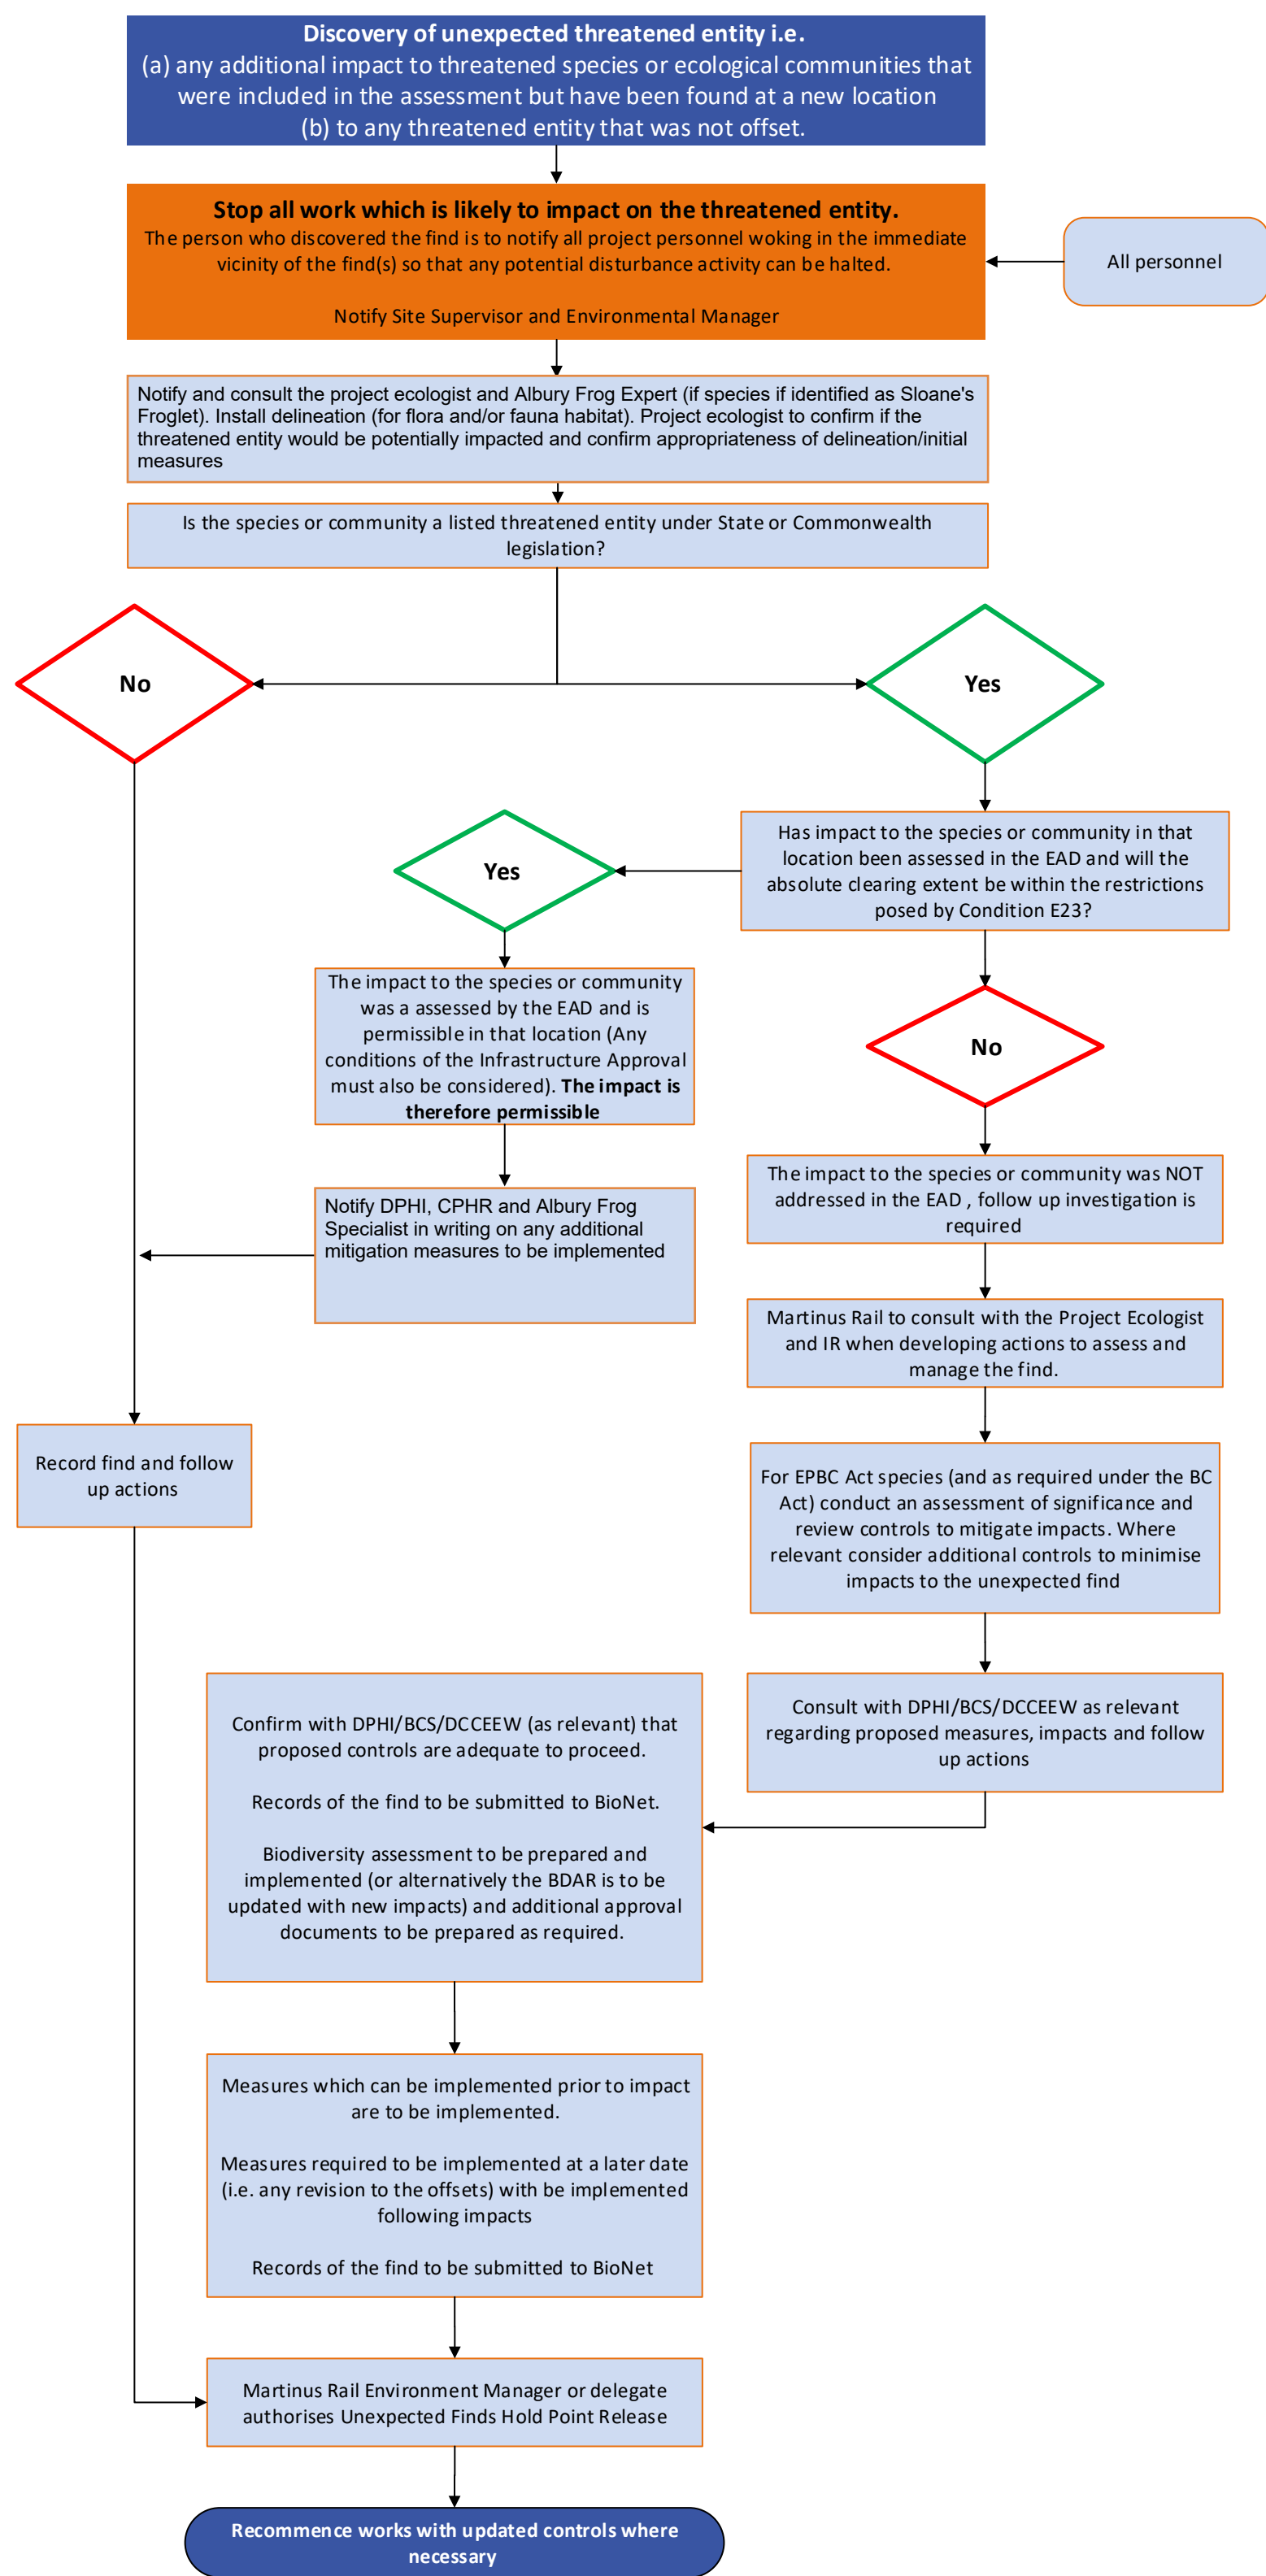 Discovery of unexpected threatened entity i.e.
(a) any additional impact to threatened species or ecological communities that
were included in the assessment but have been found at a new location
(b) to any threatened entity that was not offset.
Stop all work which is likely to impact on the threatened entity.
The person who discovered the find is to notify all project personnel woking in the immediate
vicinity of the find(s) so that any potential disturbance activity can be halted.
Notify Site Supervisor and Environmental Manager
All personnel
Notify and consult the project ecologist and Albury Frog Expert (if species if identified as Sloane's
Froglet). Install delineation (for flora and/or fauna habitat). Project ecologist to confirm if the
threatened entity would be potentially impacted and confirm appropriateness of delineation/initial
measures
Is the species or community a listed threatened entity under State or Commonwealth
legislation?
No
Yes
Has impact to the species or community in that
location been assessed in the EAD and will the
absolute clearing extent be within the restrictions
posed by Condition E23?
Yes
The impact to the species or community
was a assessed by the EAD and is
permissible in that location (Any
conditions of the Infrastructure Approval
must also be considered). The impact is
therefore permissible
No
The impact to the species or community was NOT
addressed in the EAD , follow up investigation is
required
Notify DPHI, CPHR and Albury Frog
Specialist in writing on any additional
mitigation measures to be implemented
Martinus Rail to consult with the Project Ecologist
and IR when developing actions to assess and
manage the find.
Record find and follow
up actions
For EPBC Act species (and as required under the BC
Act) conduct an assessment of significance and
review controls to mitigate impacts. Where
relevant consider additional controls to minimise
impacts to the unexpected find
Consult with DPHI/BCS/DCCEEW as relevant
regarding proposed measures, impacts and follow
up actions
Confirm with DPHI/BCS/DCCEEW (as relevant) that
proposed controls are adequate to proceed.
Records of the find to be submitted to BioNet.
Biodiversity assessment to be prepared and
implemented (or alternatively the BDAR is to be
updated with new impacts) and additional approval
documents to be prepared as required.
Measures which can be implemented prior to impact
are to be implemented.
Measures required to be implemented at a later date
(i.e. any revision to the offsets) with be implemented
following impacts
Records of the find to be submitted to BioNet
Martinus Rail Environment Manager or delegate
authorises Unexpected Finds Hold Point Release
Recommence works with updated controls where
necessary